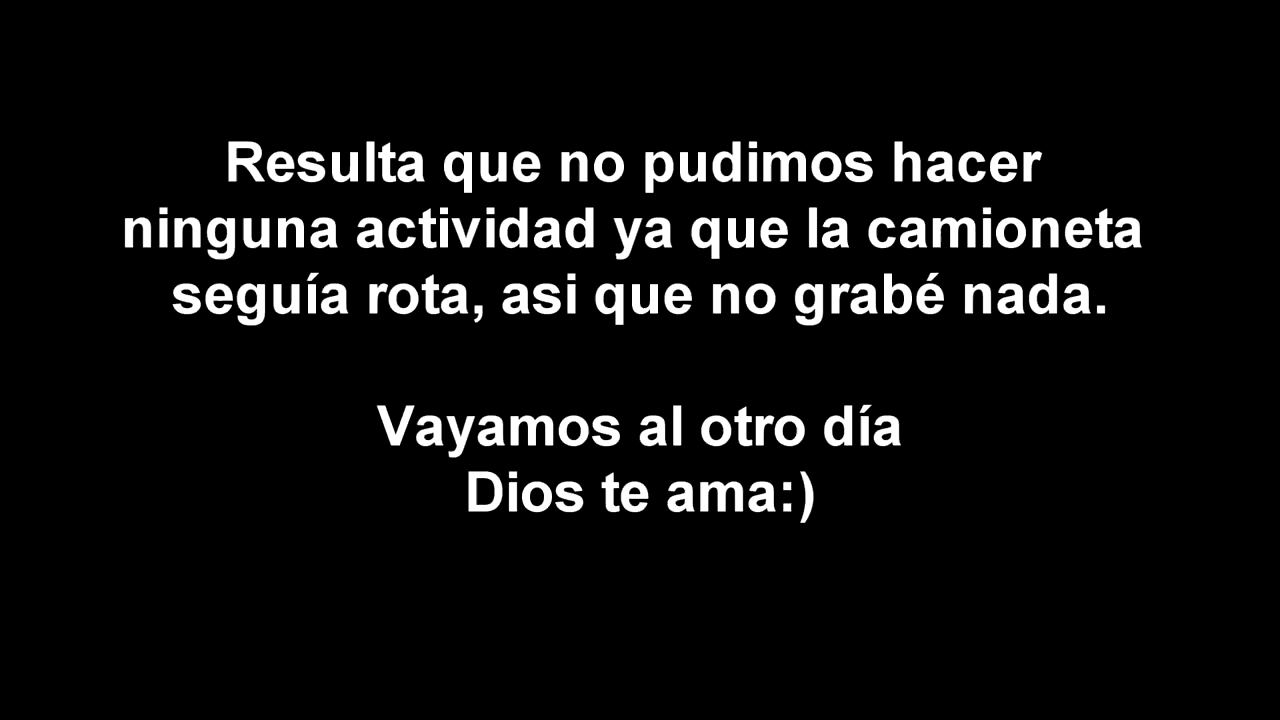 Resulta que no pudimos hacer
ninguna actividad ya que la camioneta
seguía rota, asi que no grabé nada.
Vayamos al otro día
Dios te ama:)